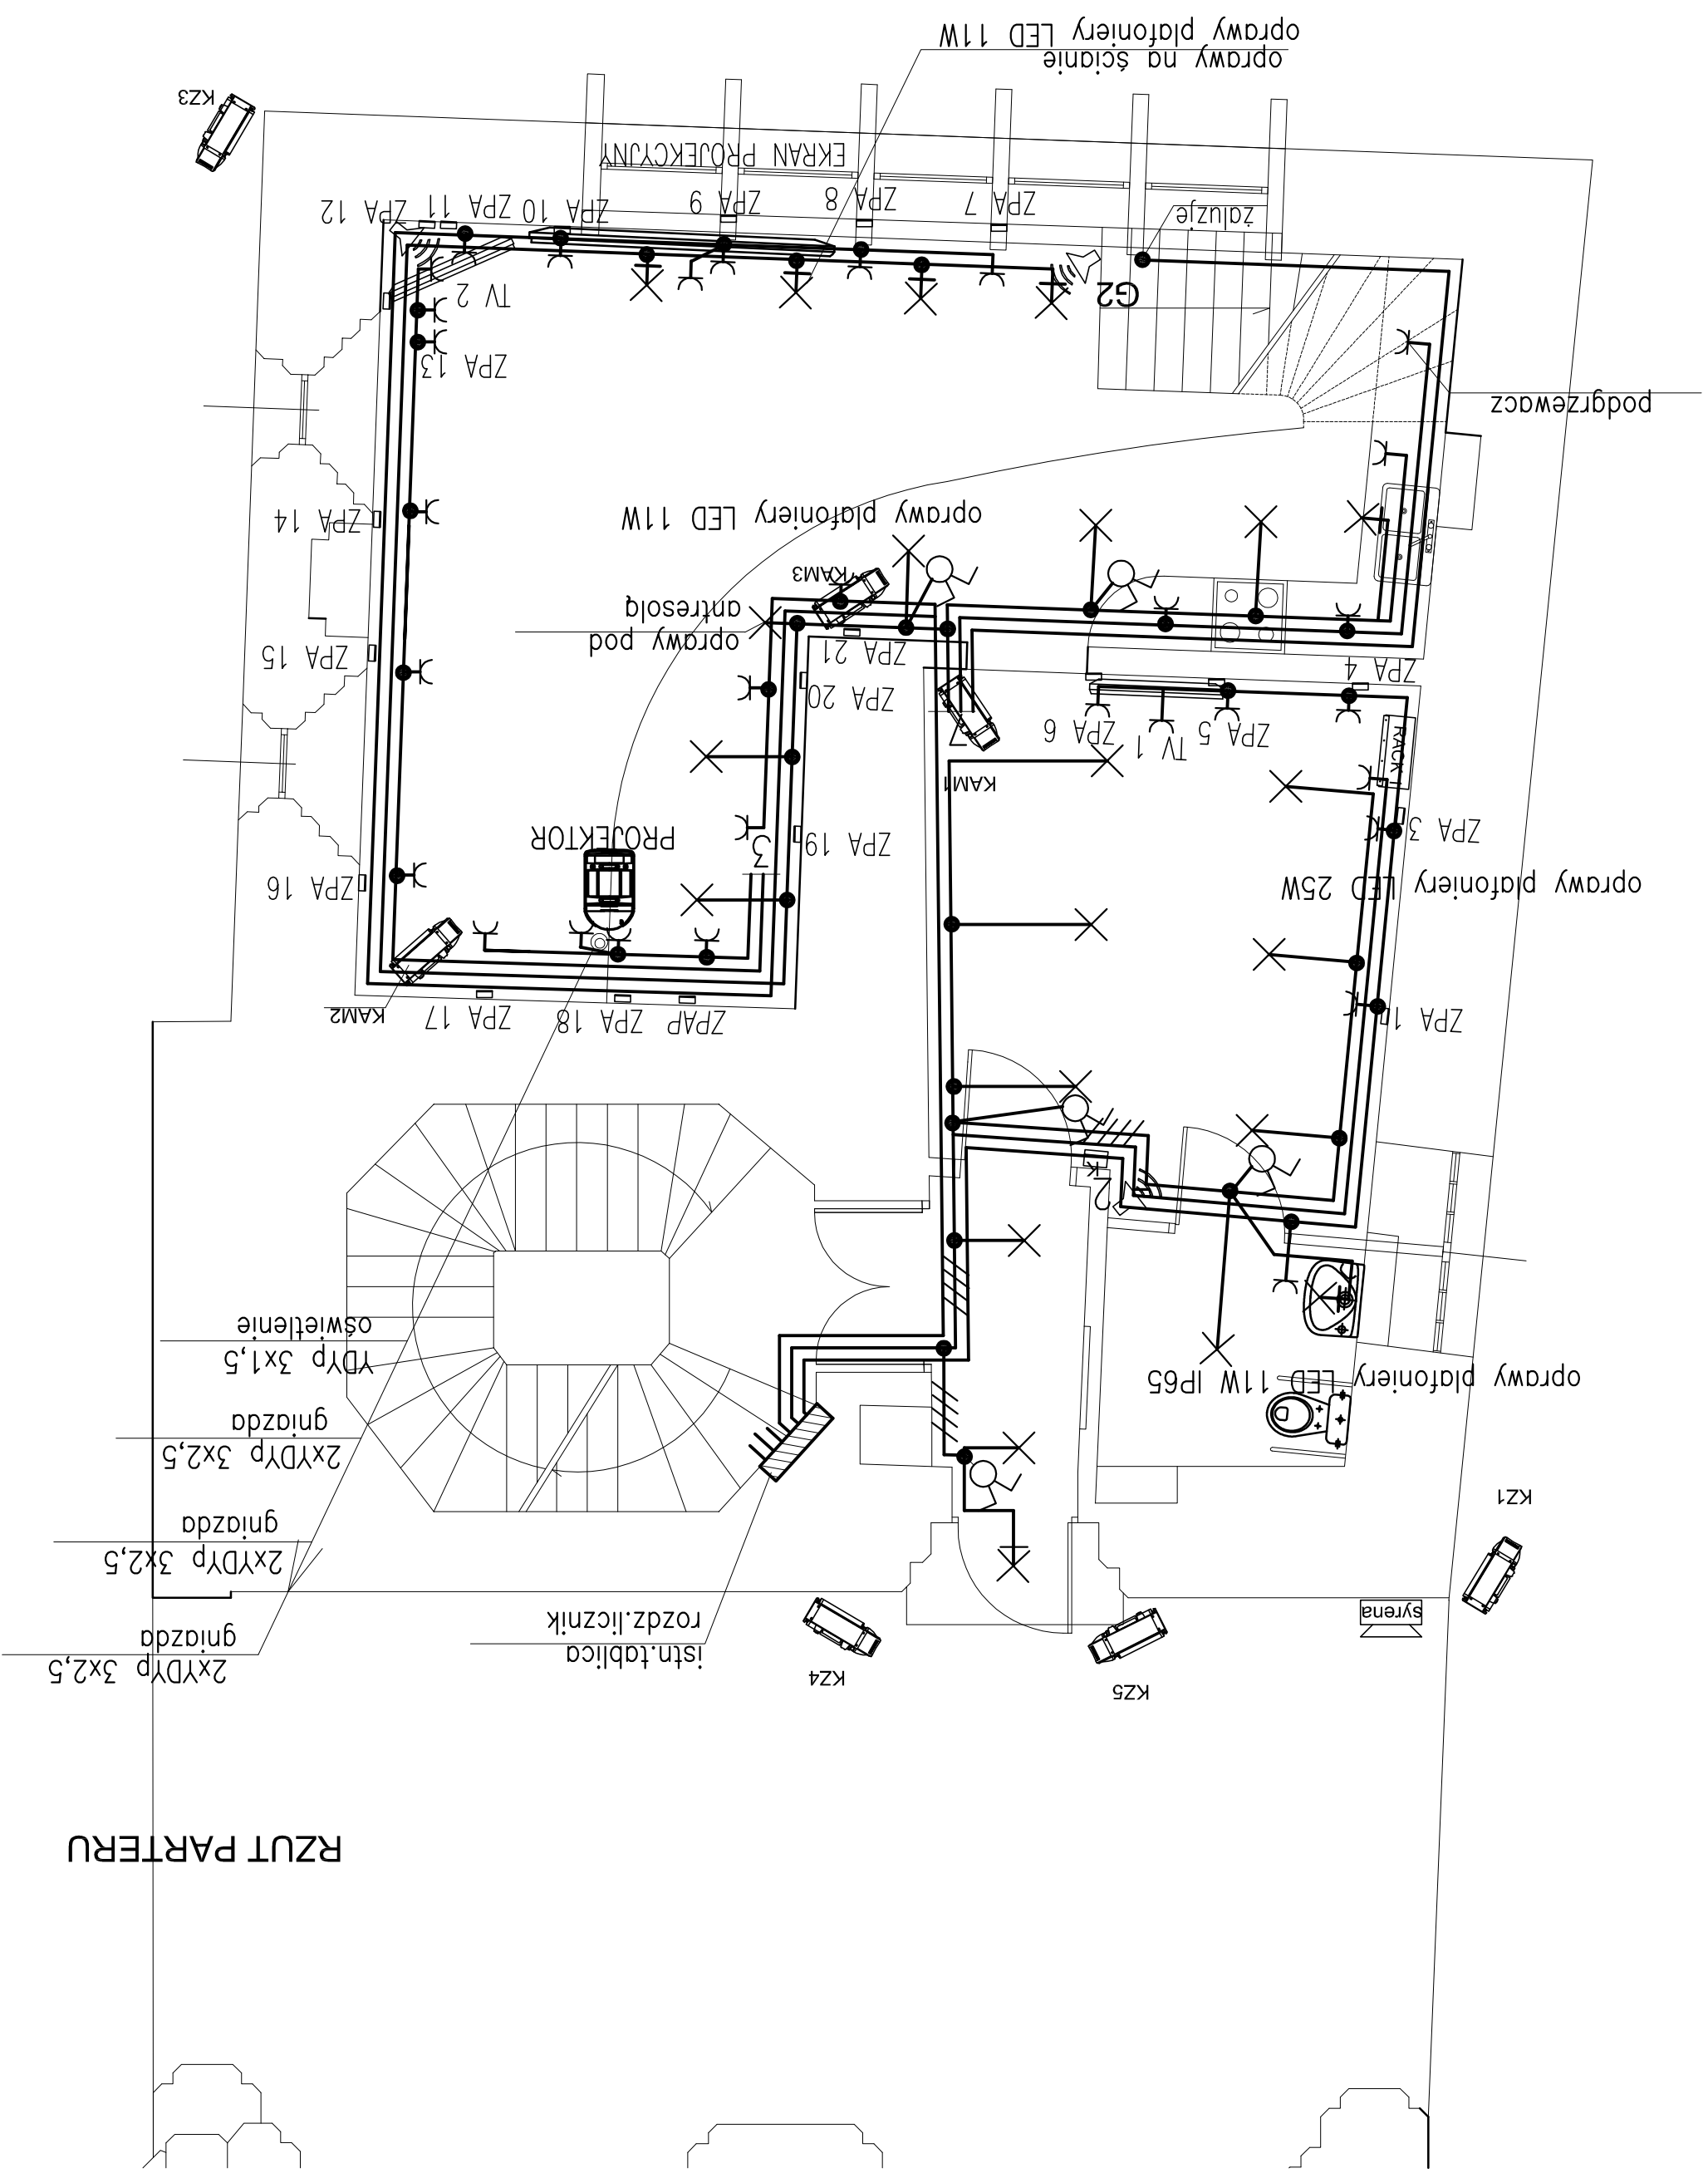 RZUT PARTERU
KZ5
KZ4
istn.tablica
rozdz.licznik
2xYDYp 3x2,5
gniazda
syrena
2xYDYp 3x2,5
gniazda
KZ1
2xYDYp 3x2,5
gniazda
oprawy plafoniery LED 11W IP65
YDYp 3x1,5
oświetlenie
K
2
ZPA 1
ZPAP
ZPA 18
ZPA 17
KAM2
oprawy plafoniery LED 25W
ZPA 16
3
ZPA 19
PROJEKTOR
ZPA 3
KAM1
RACK 1
ZPA 5
TV 1
ZPA 6
7
ZPA 20
ZPA 4
ZPA 21
ZPA 15
oprawy pod
antresolą
KAM3
oprawy plafoniery LED 11W
ZPA 14
podgrzewacz
ZPA 13
G2
TV 2
żaluzje
ZPA 7
ZPA 8
ZPA 9
ZPA 10
ZPA 11
ZPA 12
EKRAN PROJEKCYJNY
KZ3
oprawy na ścianie
oprawy plafoniery LED 11W